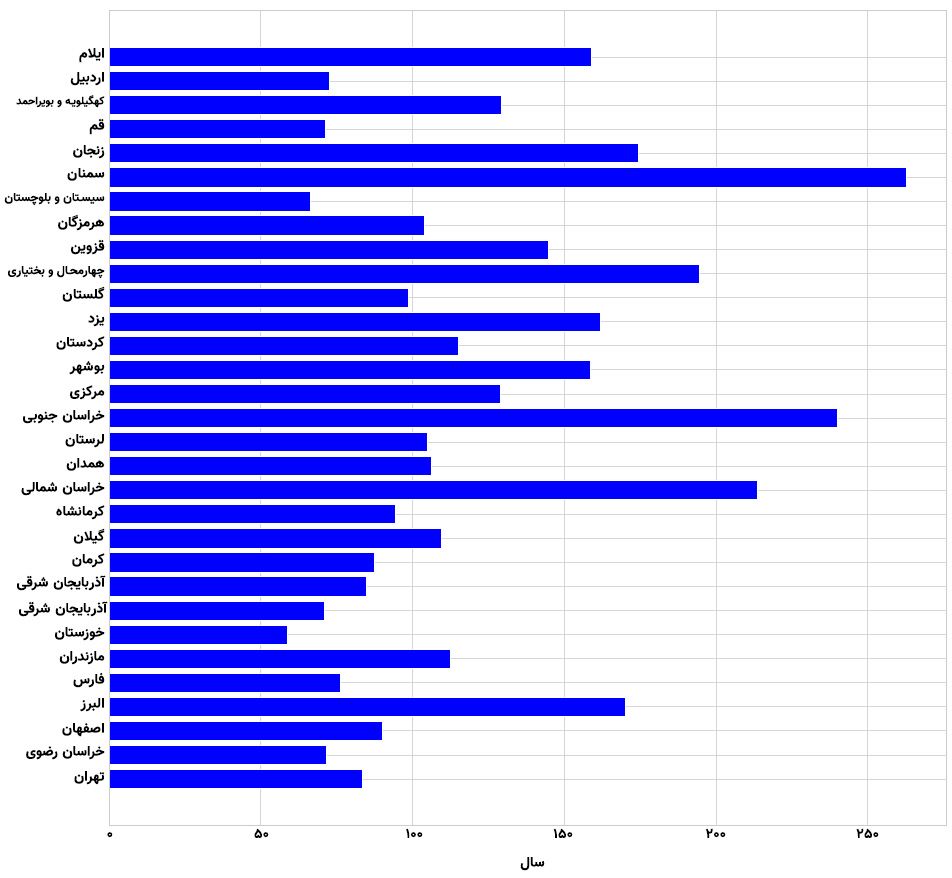 ایلام
اردبیل
کهگیلویه و بویراحمد
قم
زنجان
سمنان
سیستان و بلوچستان
هرمزگان
قزوین
چهارمحال و بختیاری
گلستان
یزد
کردستان
بوشهر
مرکزی
خراسان جنوبی
لرستان
همدان
خراسان شمالی
کرمانشاه
گیلان
کرمان
آذربایجان شرقی
آذربایجان شرقی
خوزستان
مازندران
فارس
البرز
اصفهان
خراسان رضوی
تهران
۰ ۵۰ ۱۰۰ ۱۵۰ ۲۰۰ ۲۵۰
سال